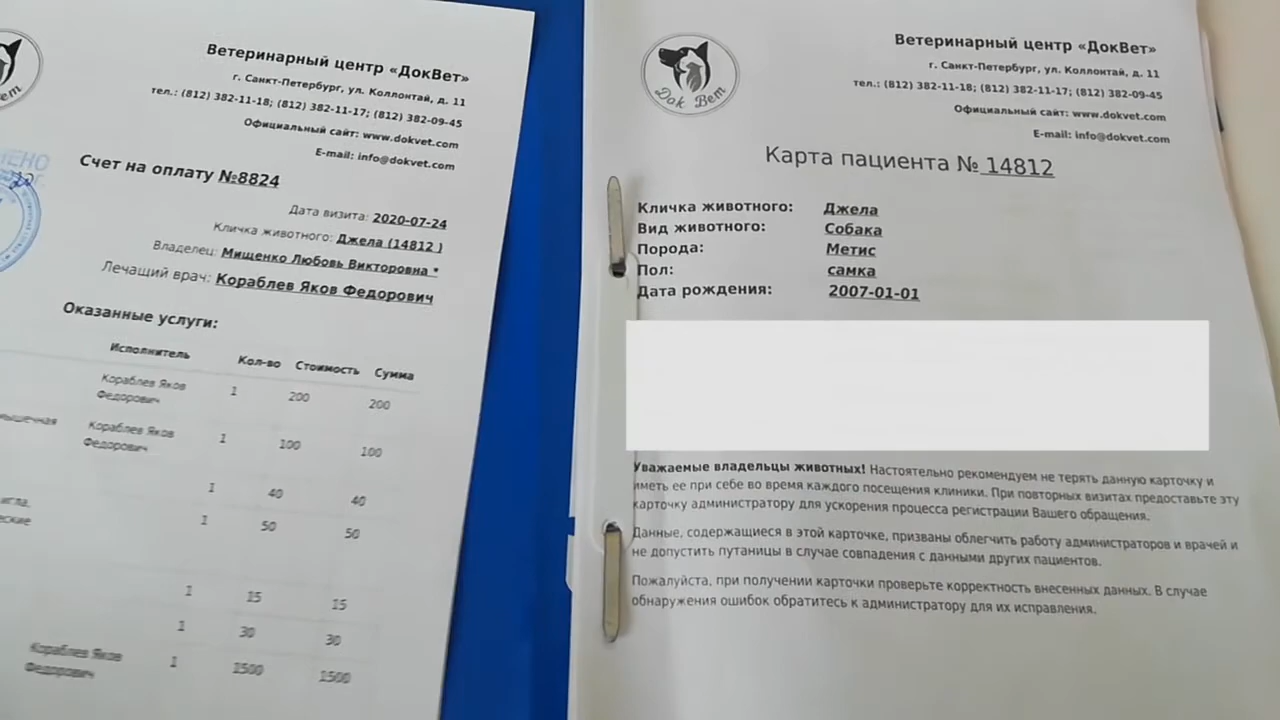 Ветеринарный центр «ДокВет»
г. Санкт-Петербург, ул. Коллонтай, д. 11
тел.: (812) 382-11-18; (812) 382-11-17; (812) 382-09-45
Официальный сайт: www.dokvet.com
E-mail: info@dokvet.com
Счет на оплату №8824
Дата визита: 2020-07-24
Кличка животного: Джела (14812 )
Владелец: Мищенко Любовь Викторовна *
Лечащий врач: Кораблев Яков Федорович
Оказанные услуги:
Исполнитель Кол-во Стоимость Сумма
Кораблев Яков
Федорович 1 200 200
Кораблев Яков
Федорович 1 100 100
1 40 40
1 50 50
1 15 15
1 30 30
Кораблев Яков
Федорович 1 1500 1500
Док Вет
Ветеринарный центр «ДокВет»
г. Санкт-Петербург, ул. Коллонтай, д. 11
тел.: (812) 382-11-18; (812) 382-11-17; (812) 382-09-45
Официальный сайт: www.dokvet.com
E-mail: info@dokvet.com
Карта пациента № 14812
Кличка животного: Джела
Вид животного: Собака
Порода: Метис
Пол: самка
Дата рождения: 2007-01-01
Уважаемые владельцы животных! Настоятельно рекомендуем не терять данную карточку и
иметь ее при себе во время каждого посещения клиники. При повторных визитах предоставьте эту
карточку администратору для ускорения процесса регистрации Вашего обращения.
Данные, содержащиеся в этой карточке, призваны облегчить работу администраторов и врачей и
не допустить путаницы в случае совпадения с данными других пациентов.
Пожалуйста, при получении карточки проверьте корректность внесенных данных. В случае
обнаружения ошибок обратитесь к администратору для их исправления.